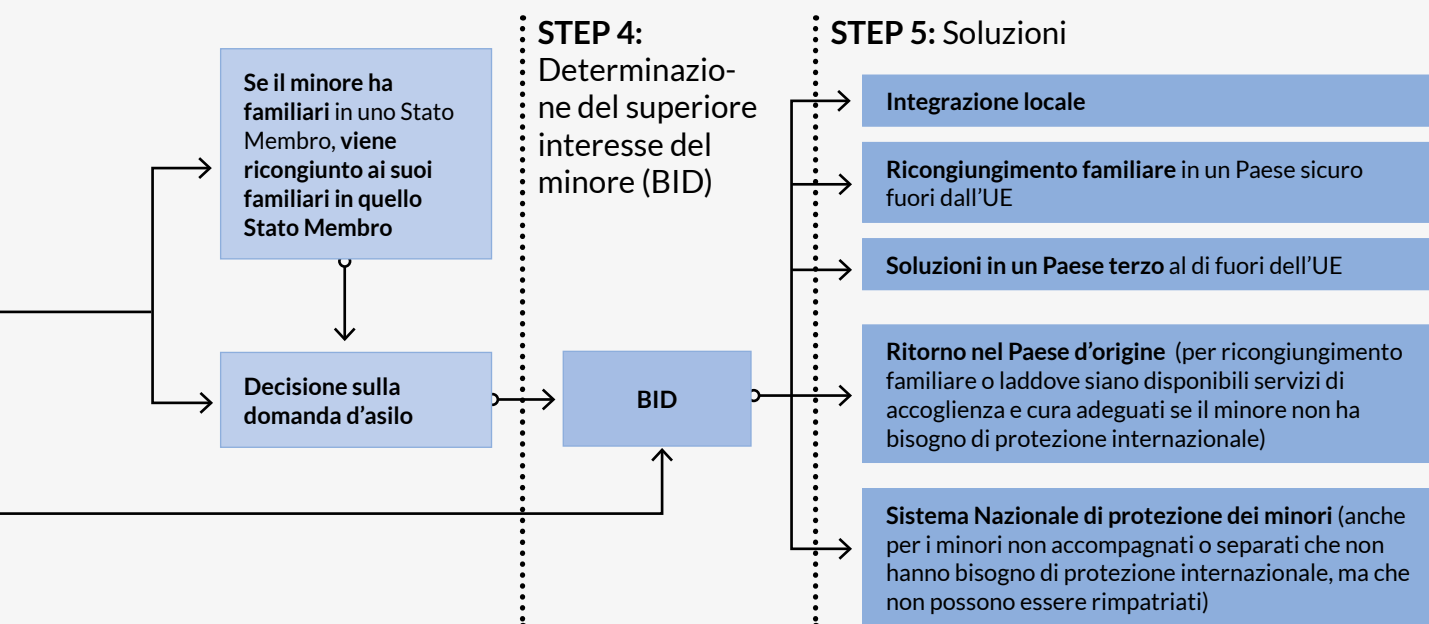 Se il minore ha
familiari in uno Stato
Membro, viene
ricongiunto ai suoi
familiari in quello
Stato Membro
Decisione sulla
domanda d'asilo
STEP 4:
Determinazio-
ne del superiore
interesse del
minore (BID)
BID
STEP 5: Soluzioni
Integrazione locale
Ricongiungimento familiare in un Paese sicuro
fuori dall'UE
Soluzioni in un Paese terzo al di fuori dell'UE
Ritorno nel Paese d'origine (per ricongiungimento
familiare o laddove siano disponibili servizi di
accoglienza e cura adeguati se il minore non ha
bisogno di protezione internazionale)
Sistema Nazionale di protezione dei minori (anche
per i minori non accompagnati o separati che non
hanno bisogno di protezione internazionale, ma che
non possono essere rimpatriati)